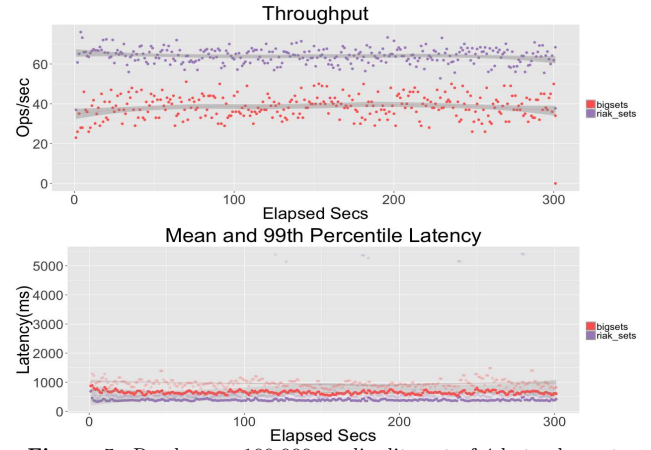 Throughput
Ops/sec
60
40
20
0
0 100 200 300
Elapsed Secs
bigsets
riak_sets
Mean and 99th Percentile Latency
Latency(ms)
5000
4000
3000
2000
1000
0
0 100 200 300
Elapsed Secs
bigsets
riak_sets